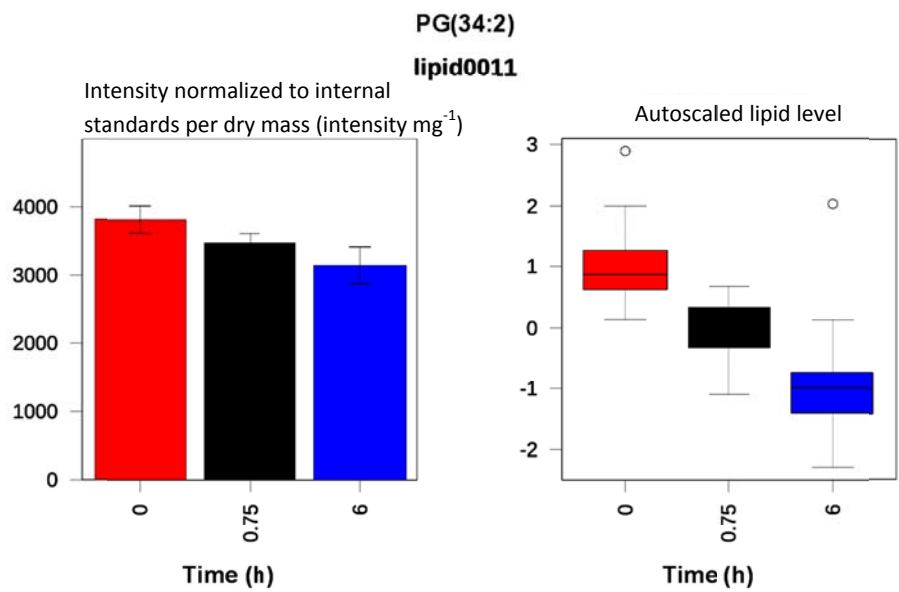 PG(34:2)
lipid0011
Intensity normalized to internal
standards per dry mass (intensity mg⁻¹)
4000
3000
2000
1000
0
0
0.75
6
Time (h)
Autoscaled lipid level
3
2
1
0
-1
-2
0
0.75
6
Time (h)